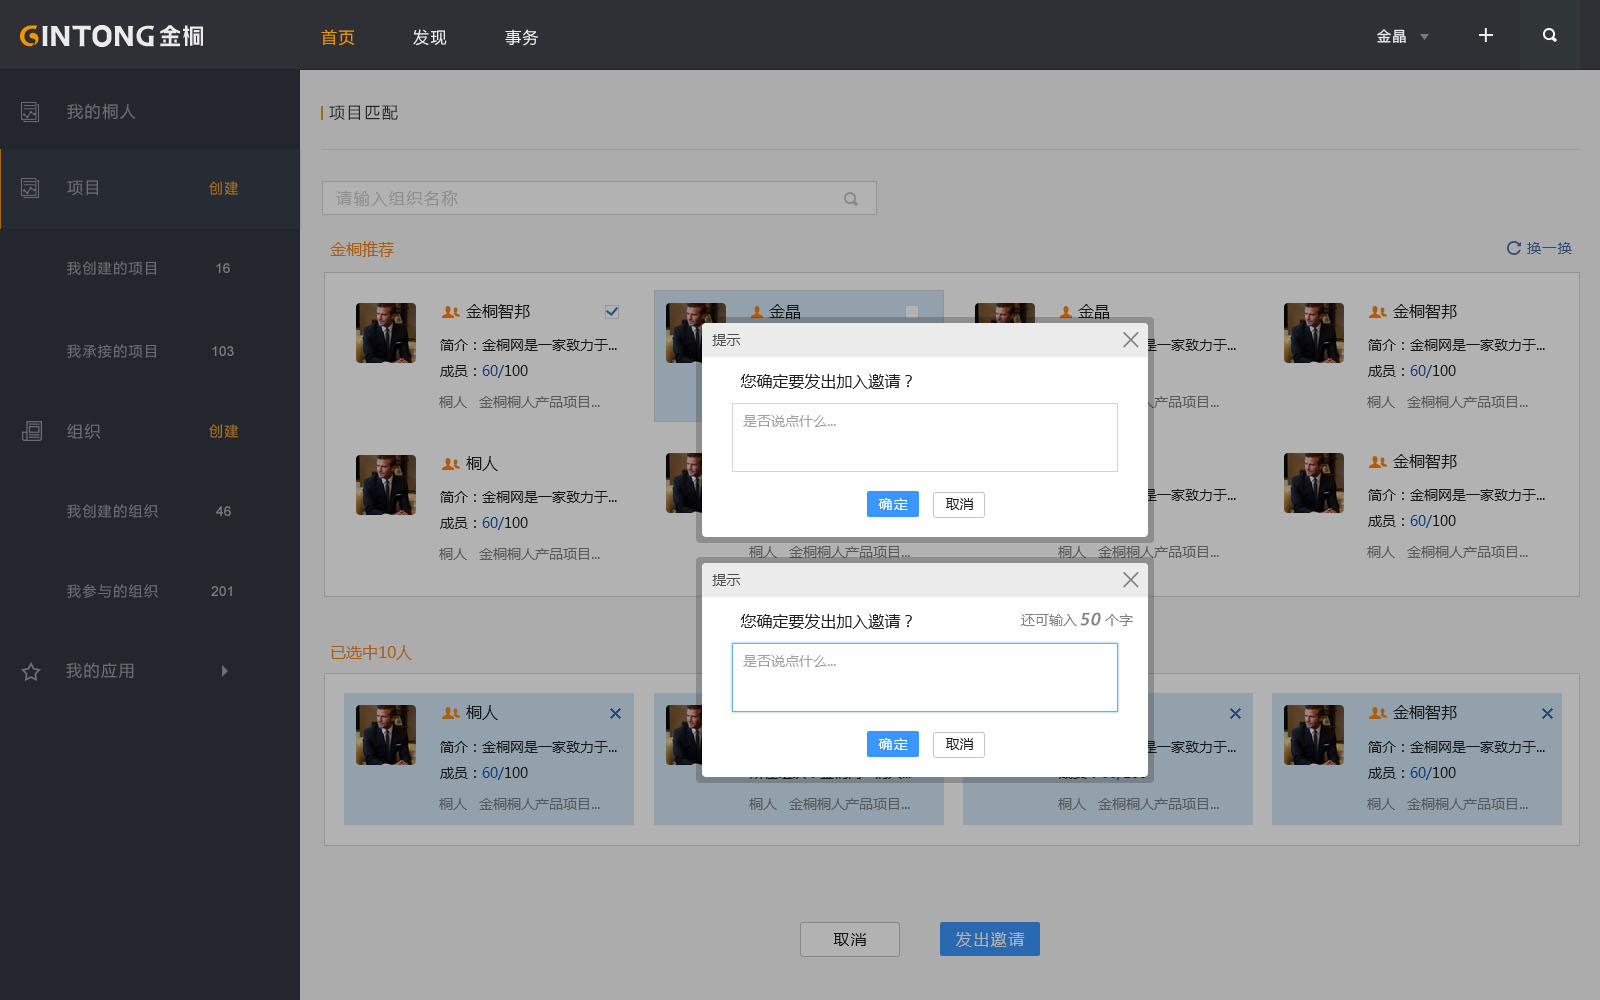 GINTONG金桐
首页 发现 事务 金晶
我的桐人
项目 创建
我创建的项目 16
我承接的项目 103
组织 创建
我创建的组织 46
我参与的组织 201
我的应用
项目匹配
请输入组织名称
金桐推荐 换一换
金桐智邦
简介：金桐网是一家致力于...
成员：60/100
桐人 金桐桐人产品项目...
金晶
金晶
是一家致力于...
人产品项目...
金桐智邦
简介：金桐网是一家致力于...
成员：60/100
桐人 金桐桐人产品项目...
桐人
简介：金桐网是一家致力于...
成员：60/100
桐人 金桐桐人产品项目...
桐人 金桐桐人产品项目...
是一家致力于...
桐人 金桐桐人产品项目...
金桐智邦
简介：金桐网是一家致力于...
成员：60/100
桐人 金桐桐人产品项目...
提示
您确定要发出加入邀请？
是否说点什么...
确定 取消
提示
您确定要发出加入邀请？ 还可输入 50 个字
是否说点什么...
确定 取消
已选中10人
桐人
简介：金桐网是一家致力于...
成员：60/100
桐人 金桐桐人产品项目...
桐人 金桐桐人产品项目...
是一家致力于...
桐人 金桐桐人产品项目...
金桐智邦
简介：金桐网是一家致力于...
成员：60/100
桐人 金桐桐人产品项目...
取消 发出邀请